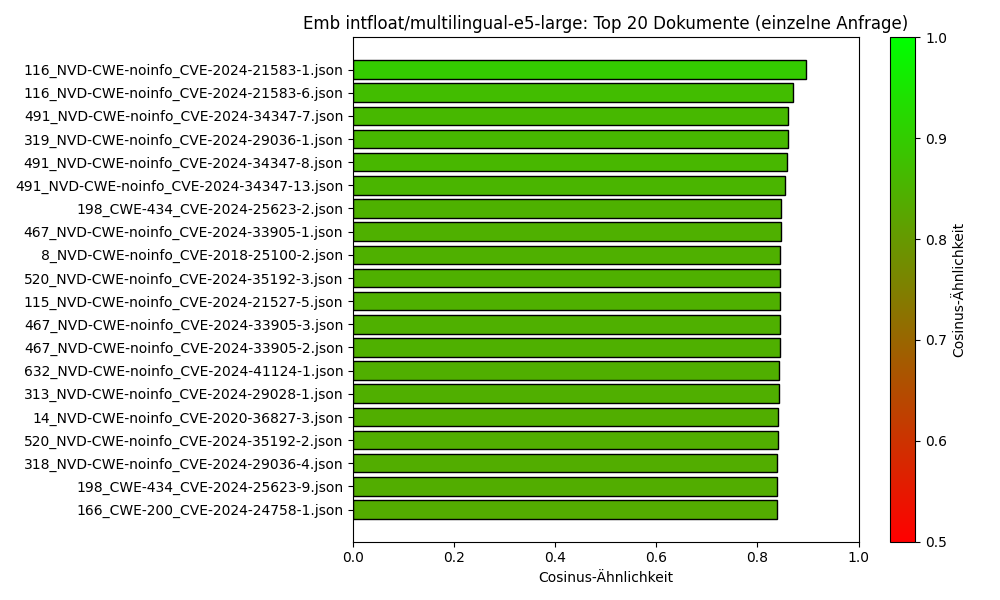 Emb intfloat/multilingual-e5-large: Top 20 Dokumente (einzelne Anfrage)
116_NVD-CWE-noinfo_CVE-2024-21583-1.json
116_NVD-CWE-noinfo_CVE-2024-21583-6.json
491_NVD-CWE-noinfo_CVE-2024-34347-7.json
319_NVD-CWE-noinfo_CVE-2024-29036-1.json
491_NVD-CWE-noinfo_CVE-2024-34347-8.json
491_NVD-CWE-noinfo_CVE-2024-34347-13.json
198_CWE-434_CVE-2024-25623-2.json
467_NVD-CWE-noinfo_CVE-2024-33905-1.json
8_NVD-CWE-noinfo_CVE-2018-25100-2.json
520_NVD-CWE-noinfo_CVE-2024-35192-3.json
115_NVD-CWE-noinfo_CVE-2024-21527-5.json
467_NVD-CWE-noinfo_CVE-2024-33905-3.json
467_NVD-CWE-noinfo_CVE-2024-33905-2.json
632_NVD-CWE-noinfo_CVE-2024-41124-1.json
313_NVD-CWE-noinfo_CVE-2024-29028-1.json
14_NVD-CWE-noinfo_CVE-2020-36827-3.json
520_NVD-CWE-noinfo_CVE-2024-35192-2.json
318_NVD-CWE-noinfo_CVE-2024-29036-4.json
198_CWE-434_CVE-2024-25623-9.json
166_CWE-200_CVE-2024-24758-1.json
0.0 0.2 0.4 0.6 0.8 1.0
Cosinus-Ähnlichkeit
1.0
0.9
0.8
0.7
0.6
0.5
Cosinus-Ähnlichkeit